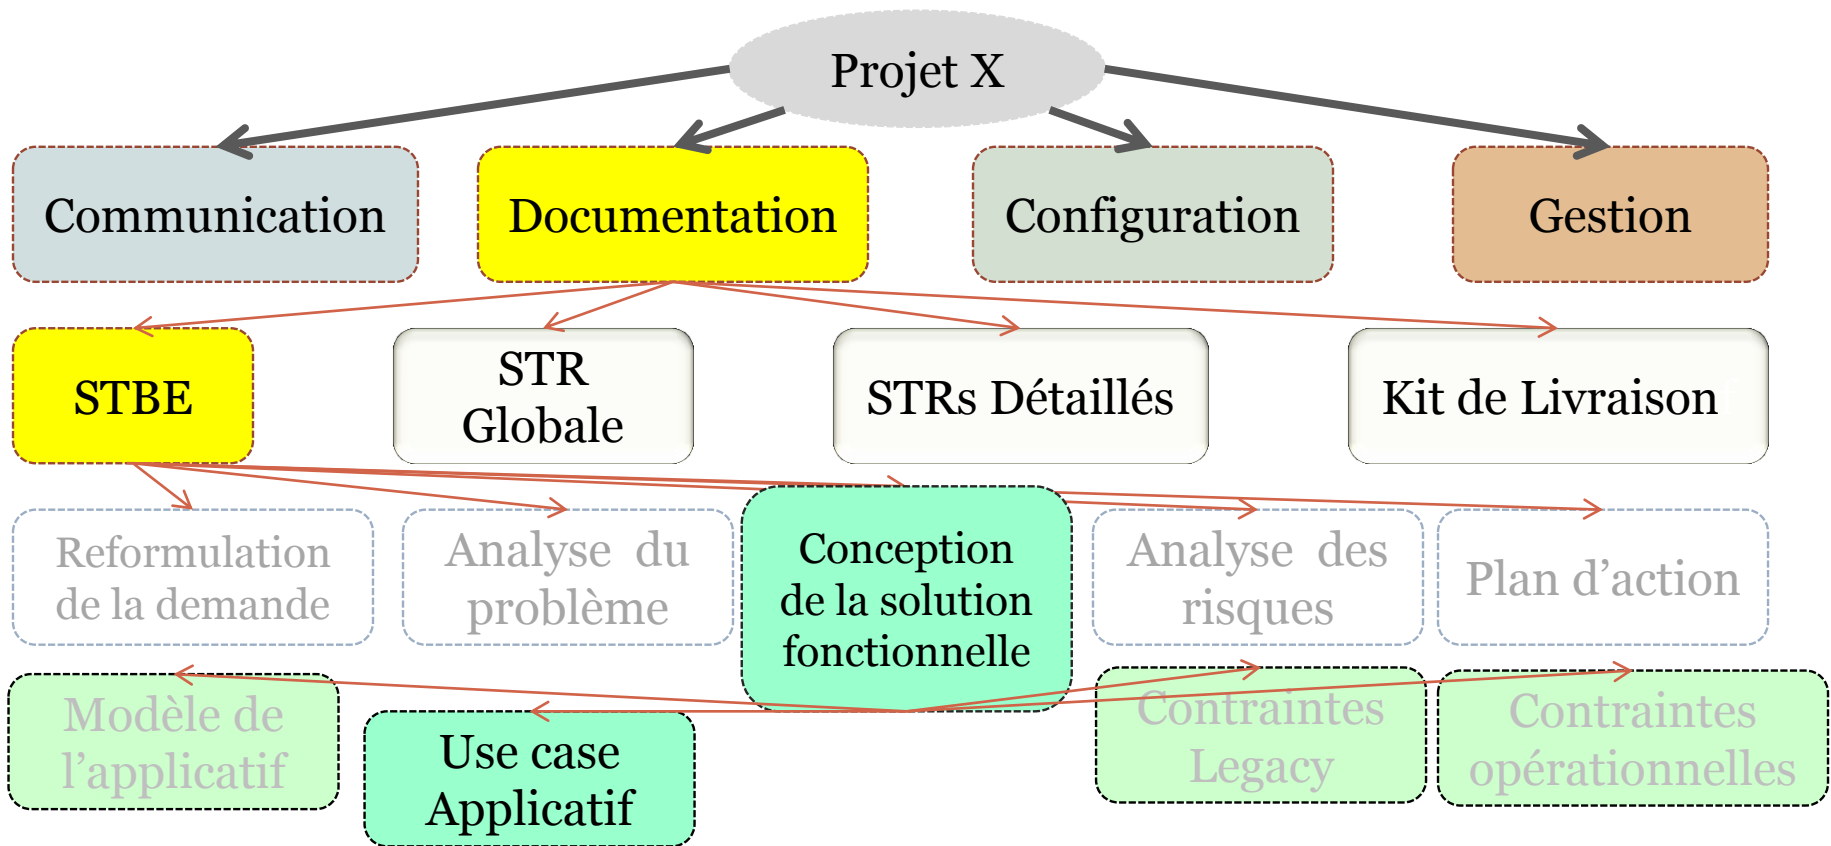 Projet X
Communication
Documentation
Configuration
Gestion
STBE
STR
Globale
STRs Détaillés
Kit de Livraison
Reformulation
de la demande
Analyse du
problème
Conception
de la solution
fonctionnelle
Analyse des
risques
Plan d’action
Modèle de
l’applicatif
Use case
Applicatif
Contraintes
Legacy
Contraintes
opérationnelles